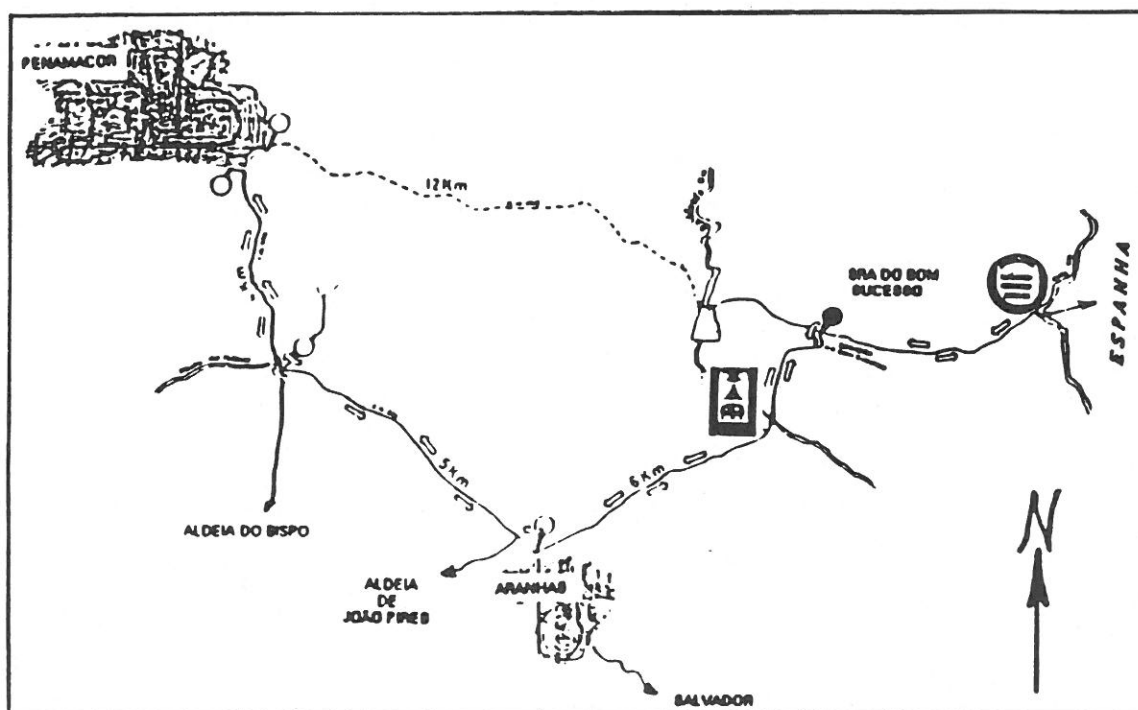 PENAMACOR
12 Km
SRA DO BOM
SUCESSO
ESPANHA
5 Km
6 Km
ALDEIA DO BISPO
ALDEIA
DE
JOÃO PIRES
ARANHAS
SALVADOR
N